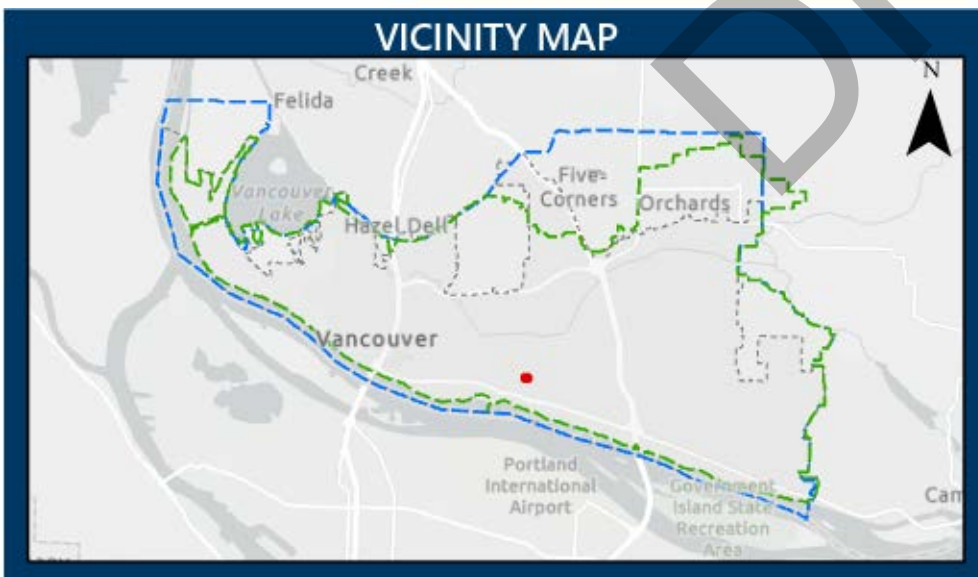 VICINITY MAP
N
Creek
Felida
Five
Corners
Orchards
Vancouver
Lake
Hazel Dell
Vancouver
Portland
International
Airport
Government
Island State
Recreation
Area
Cam